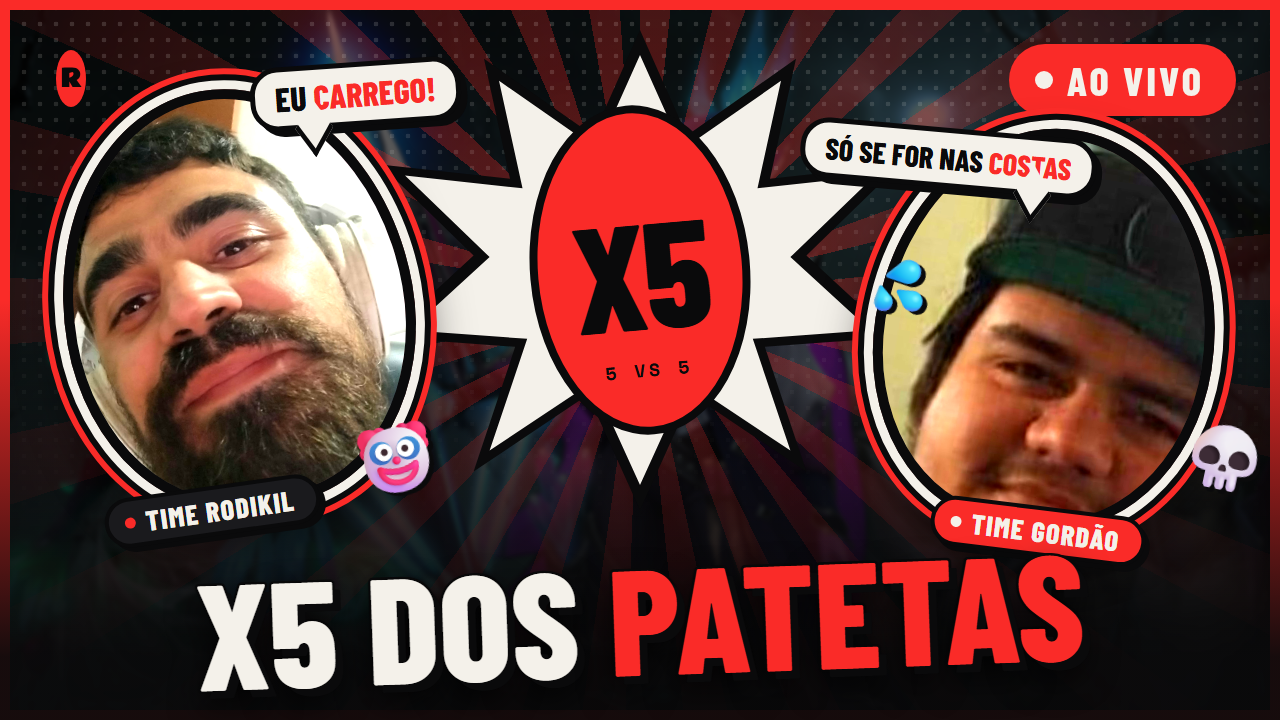 R
EU CARREGO!
AO VIVO
SÓ SE FOR NAS COSTAS
X5
5 VS 5
TIME RODIKIL
TIME GORDÃO
X5 DOS PATETAS